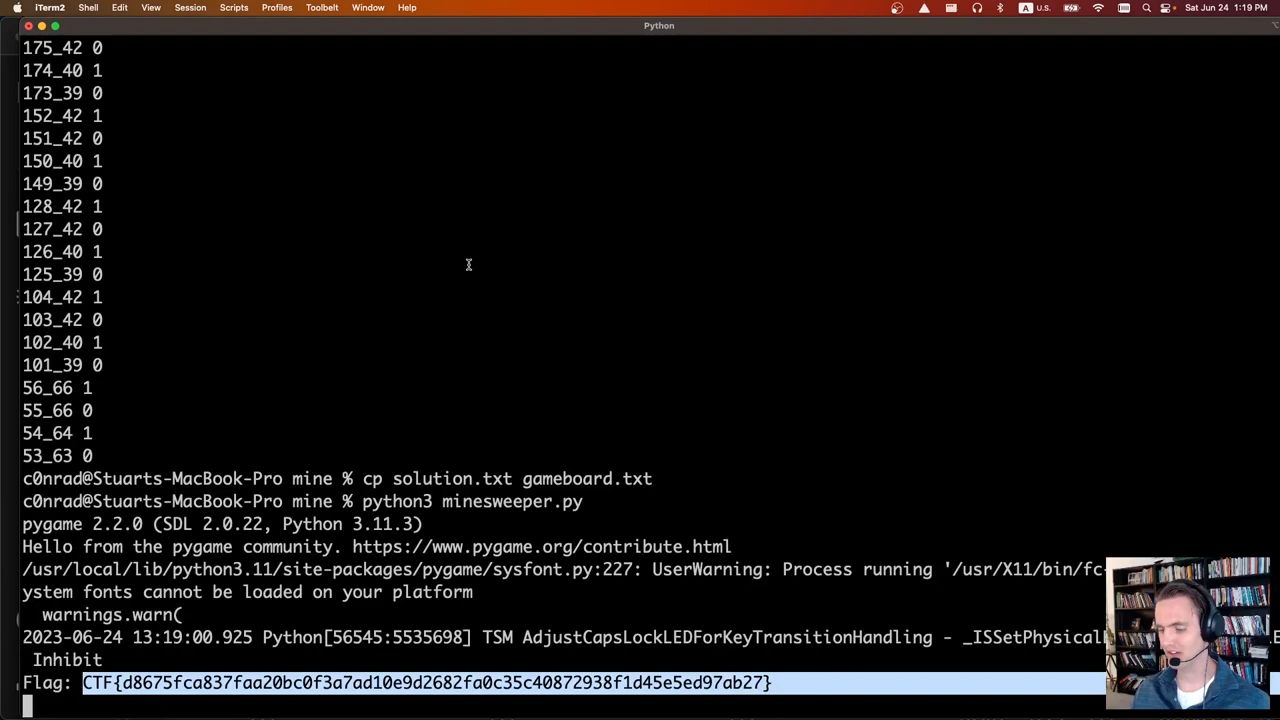 iTerm2 Shell Edit View Session Scripts Profiles Toolbelt Window Help A U.S. Sat Jun 24 1:19 PM
Python
175_42 0
174_40 1
173_39 0
152_42 1
151_42 0
150_40 1
149_39 0
128_42 1
127_42 0
126_40 1
125_39 0
104_42 1
103_42 0
102_40 1
101_39 0
56_66 1
55_66 0
54_64 1
53_63 0
c0nrad@Stuarts-MacBook-Pro mine % cp solution.txt gameboard.txt
c0nrad@Stuarts-MacBook-Pro mine % python3 minesweeper.py
pygame 2.2.0 (SDL 2.0.22, Python 3.11.3)
Hello from the pygame community. https://www.pygame.org/contribute.html
/usr/local/lib/python3.11/site-packages/pygame/sysfont.py:227: UserWarning: Process running '/usr/X11/bin/fc-
ystem fonts cannot be loaded on your platform
warnings.warn(
2023-06-24 13:19:00.925 Python[56545:5535698] TSM AdjustCapsLockLEDForKeyTransitionHandling - _ISSetPhysicalK
Inhibit
Flag: CTF{d8675fca837faa20bc0f3a7ad10e9d2682fa0c35c40872938f1d45e5ed97ab27}